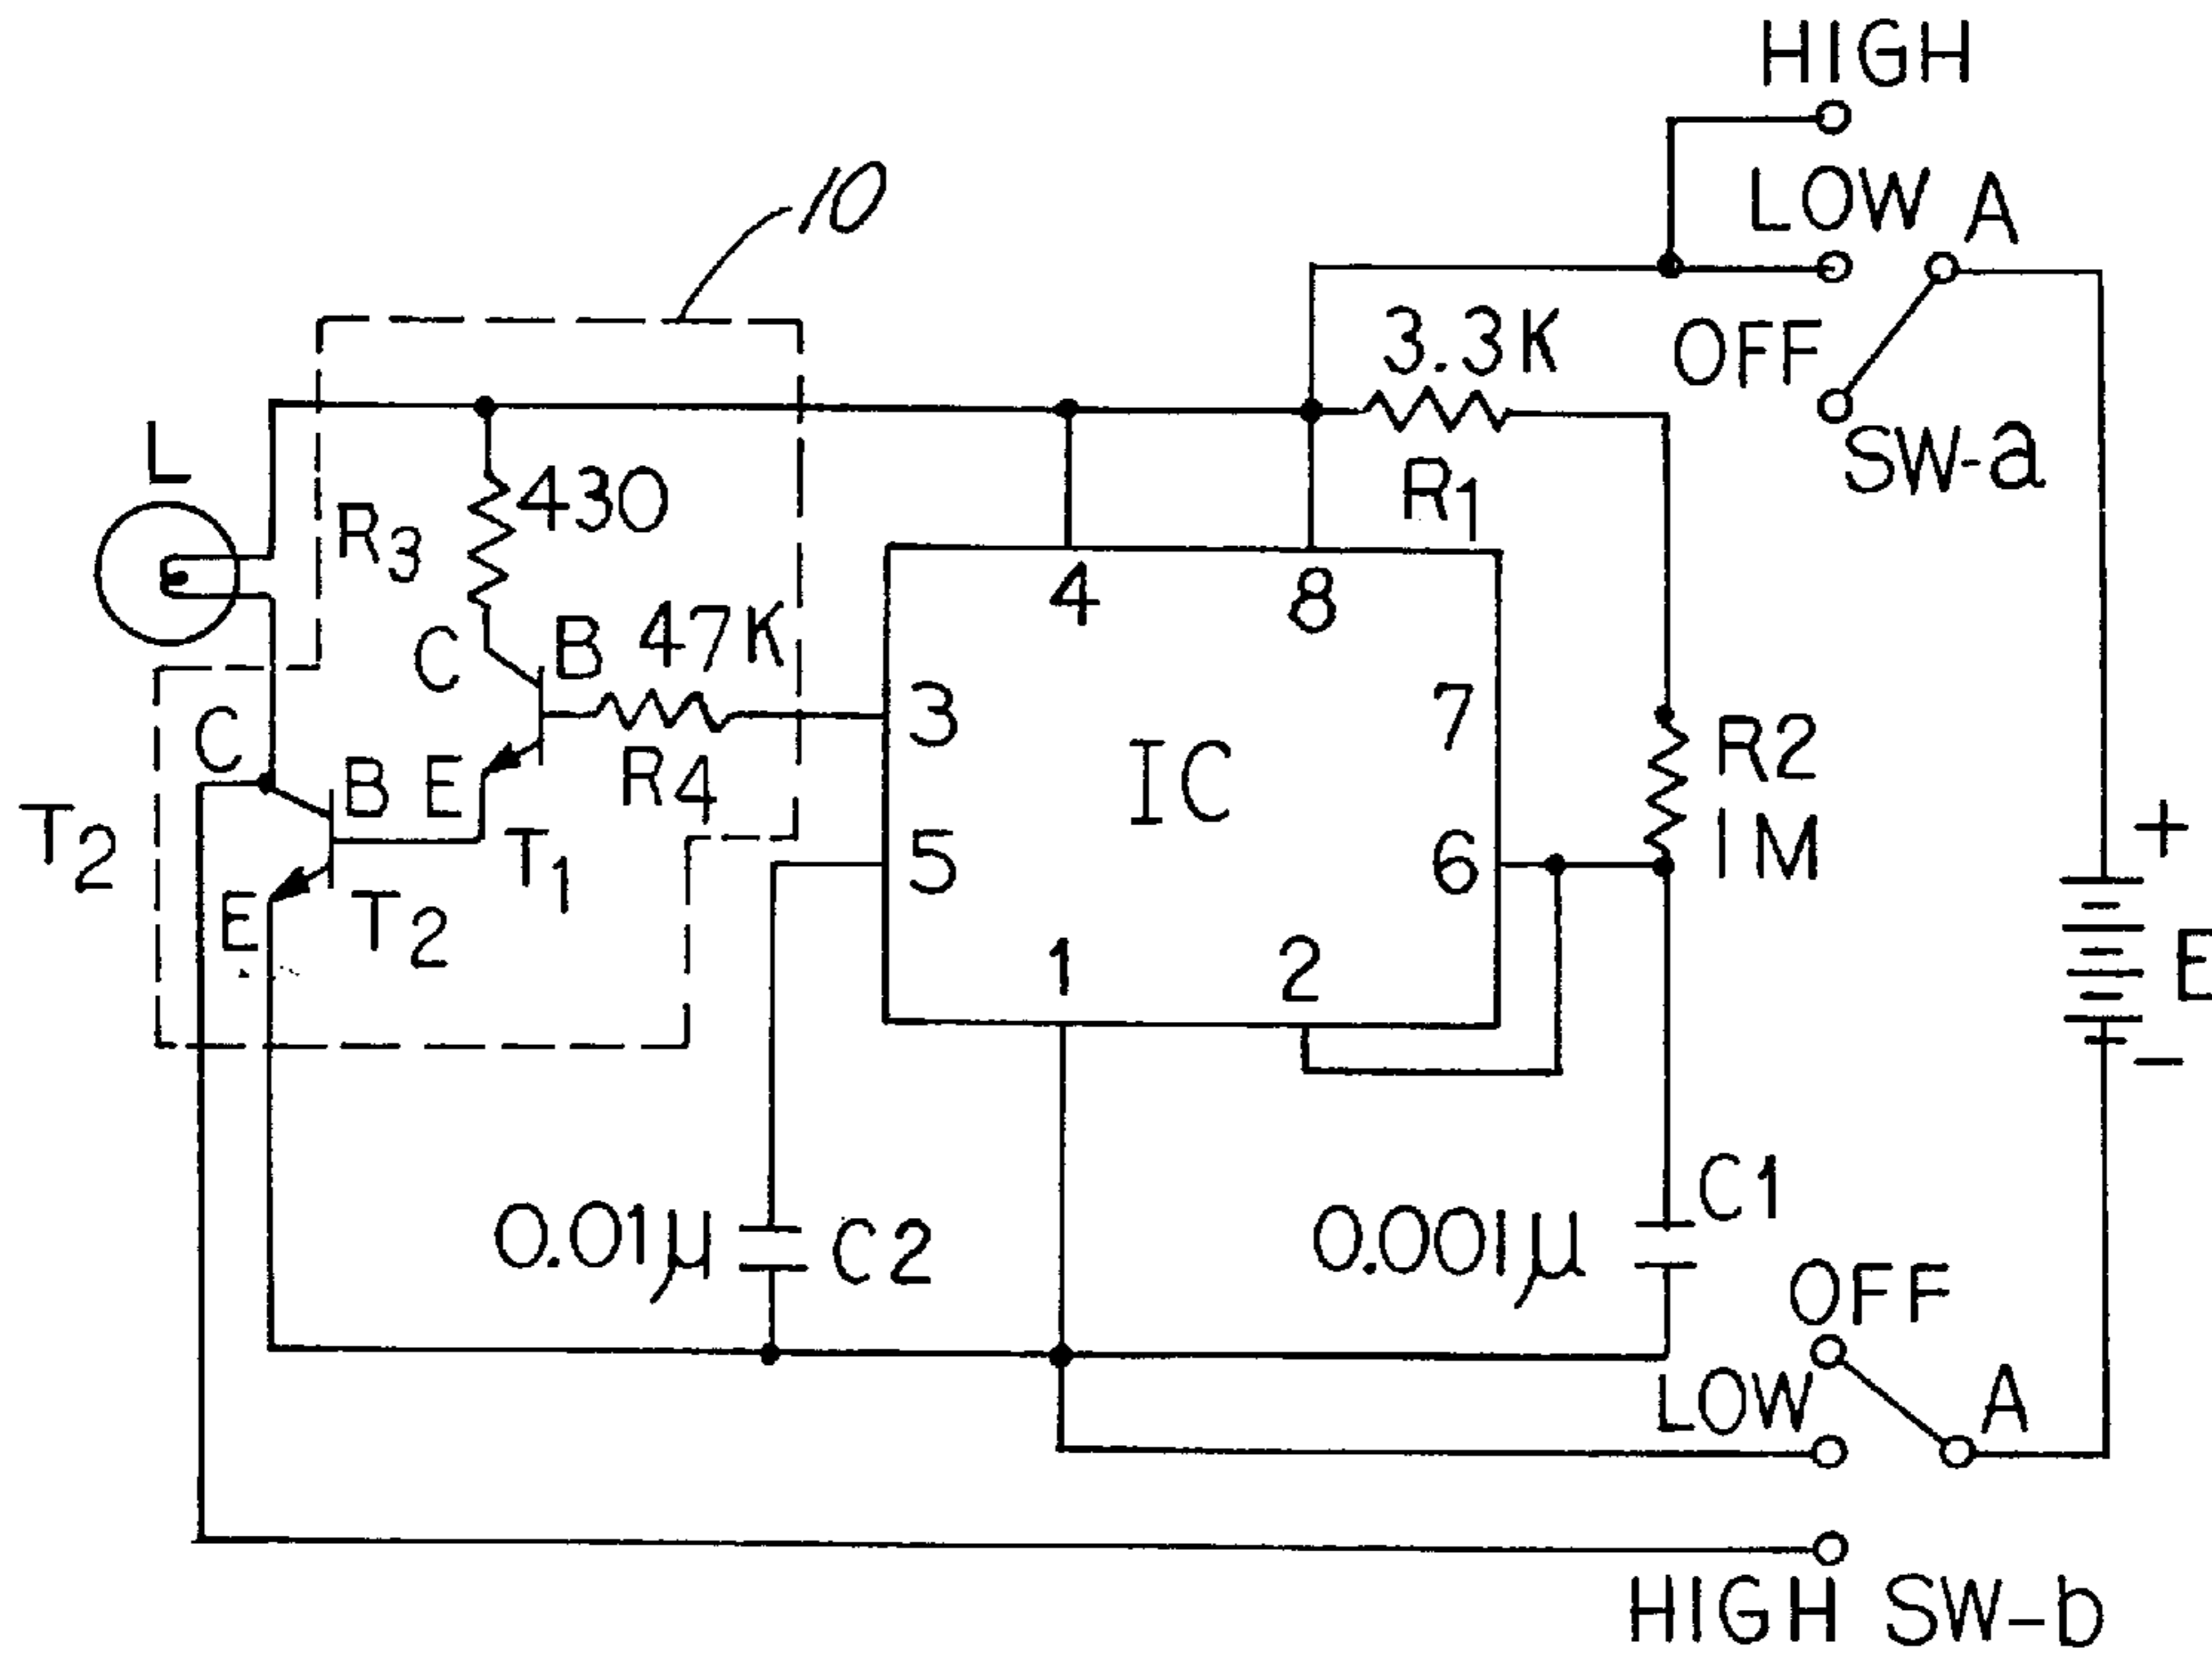 HIGH
10
LOW
A
OFF
3.3K
SW-a
L
R3
430
R1
4
8
C
B
47K
3
7
R2
C
B
E
R4
IC
1M
T2
T1
5
6
+
E
T2
1
2
E
−
C1
0.01µ
C2
0.001µ
OFF
LOW
A
HIGH SW-b